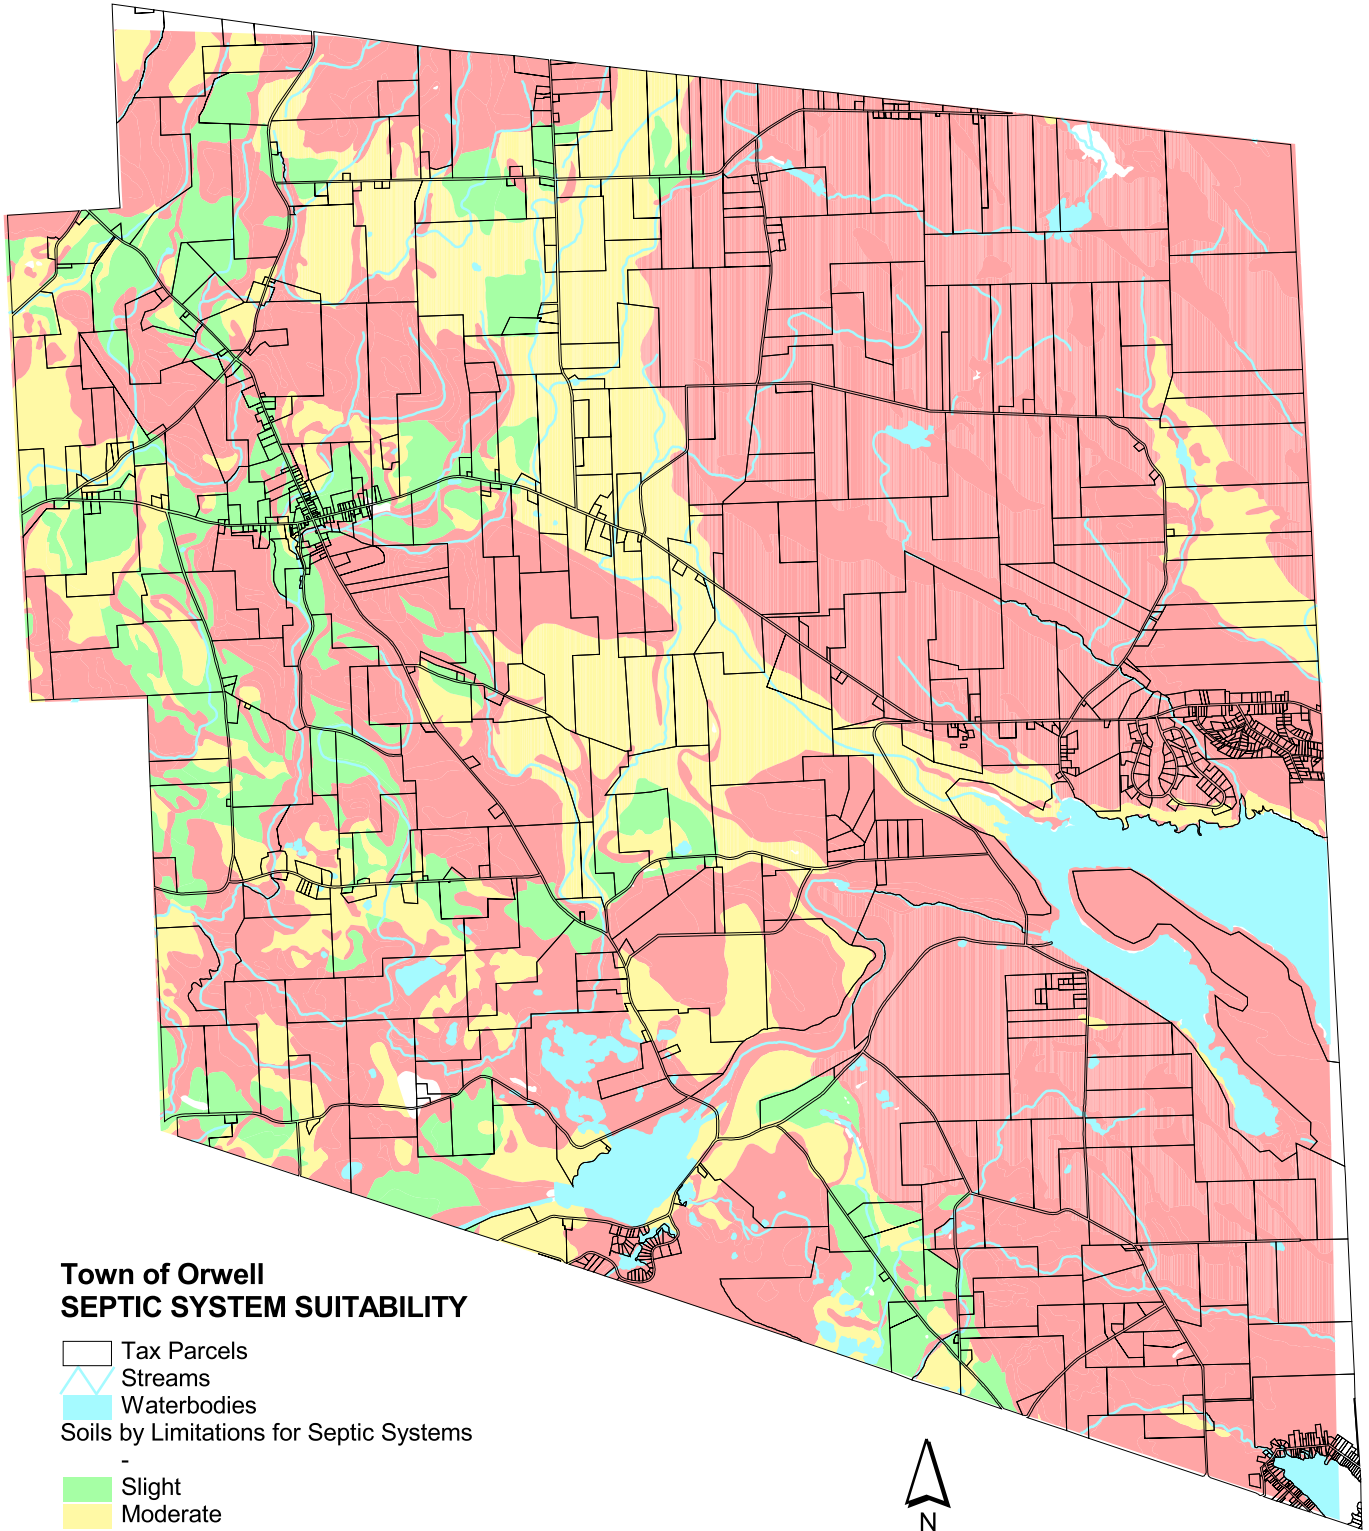 Town of Orwell
SEPTIC SYSTEM SUITABILITY
Tax Parcels
Streams
Waterbodies
Soils by Limitations for Septic Systems
-
Slight
Moderate
N